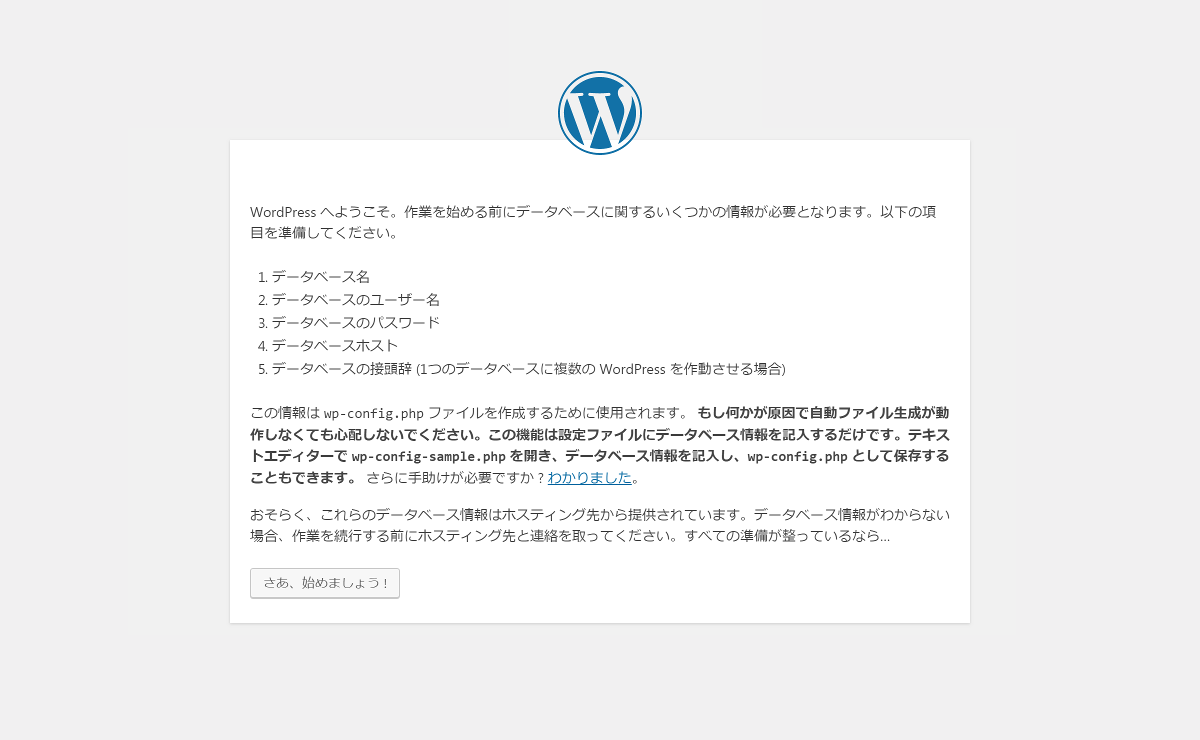 WordPress へようこそ。作業を始める前にデータベースに関するいくつかの情報が必要となります。以下の項
目を準備してください。
1. データベース名
2. データベースのユーザー名
3. データベースのパスワード
4. データベースホスト
5. データベースの接頭辞 (1つのデータベースに複数の WordPress を作動させる場合)
この情報は wp-config.php ファイルを作成するために使用されます。 もし何かが原因で自動ファイル生成が動
作しなくても心配しないでください。この機能は設定ファイルにデータベース情報を記入するだけです。テキス
トエディターで wp-config-sample.php を開き、データベース情報を記入し、wp-config.php として保存する
こともできます。 さらに手助けが必要ですか ? わかりました。
おそらく、これらのデータベース情報はホスティング先から提供されています。データベース情報がわからない
場合、作業を続行する前にホスティング先と連絡を取ってください。すべての準備が整っているなら…
さあ、始めましょう !